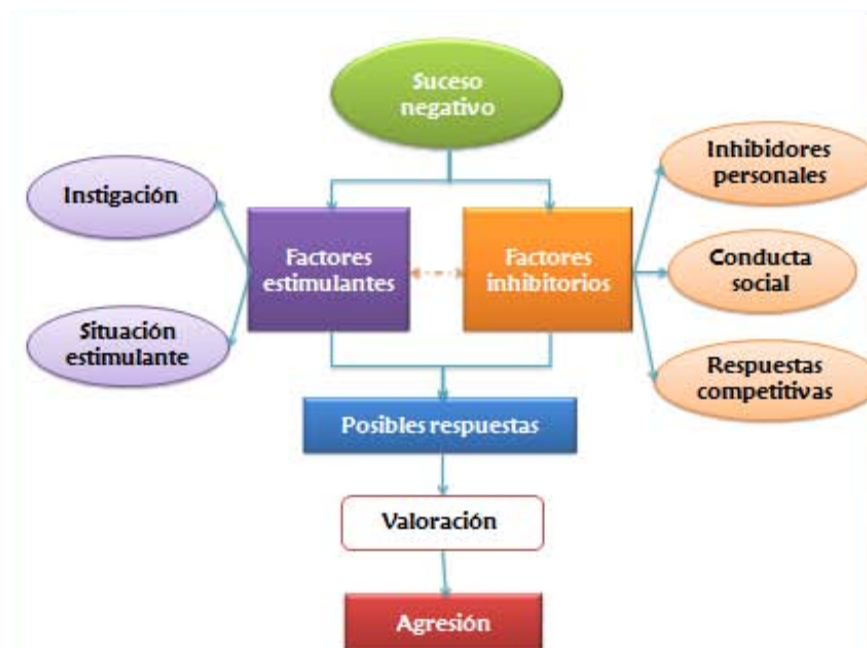 Suceso
negativo
Instigación
Situación
estimulante
Factores
estimulantes
Factores
inhibitorios
Inhibidores
personales
Conducta
social
Respuestas
competitivas
Posibles respuestas
Valoración
Agresión